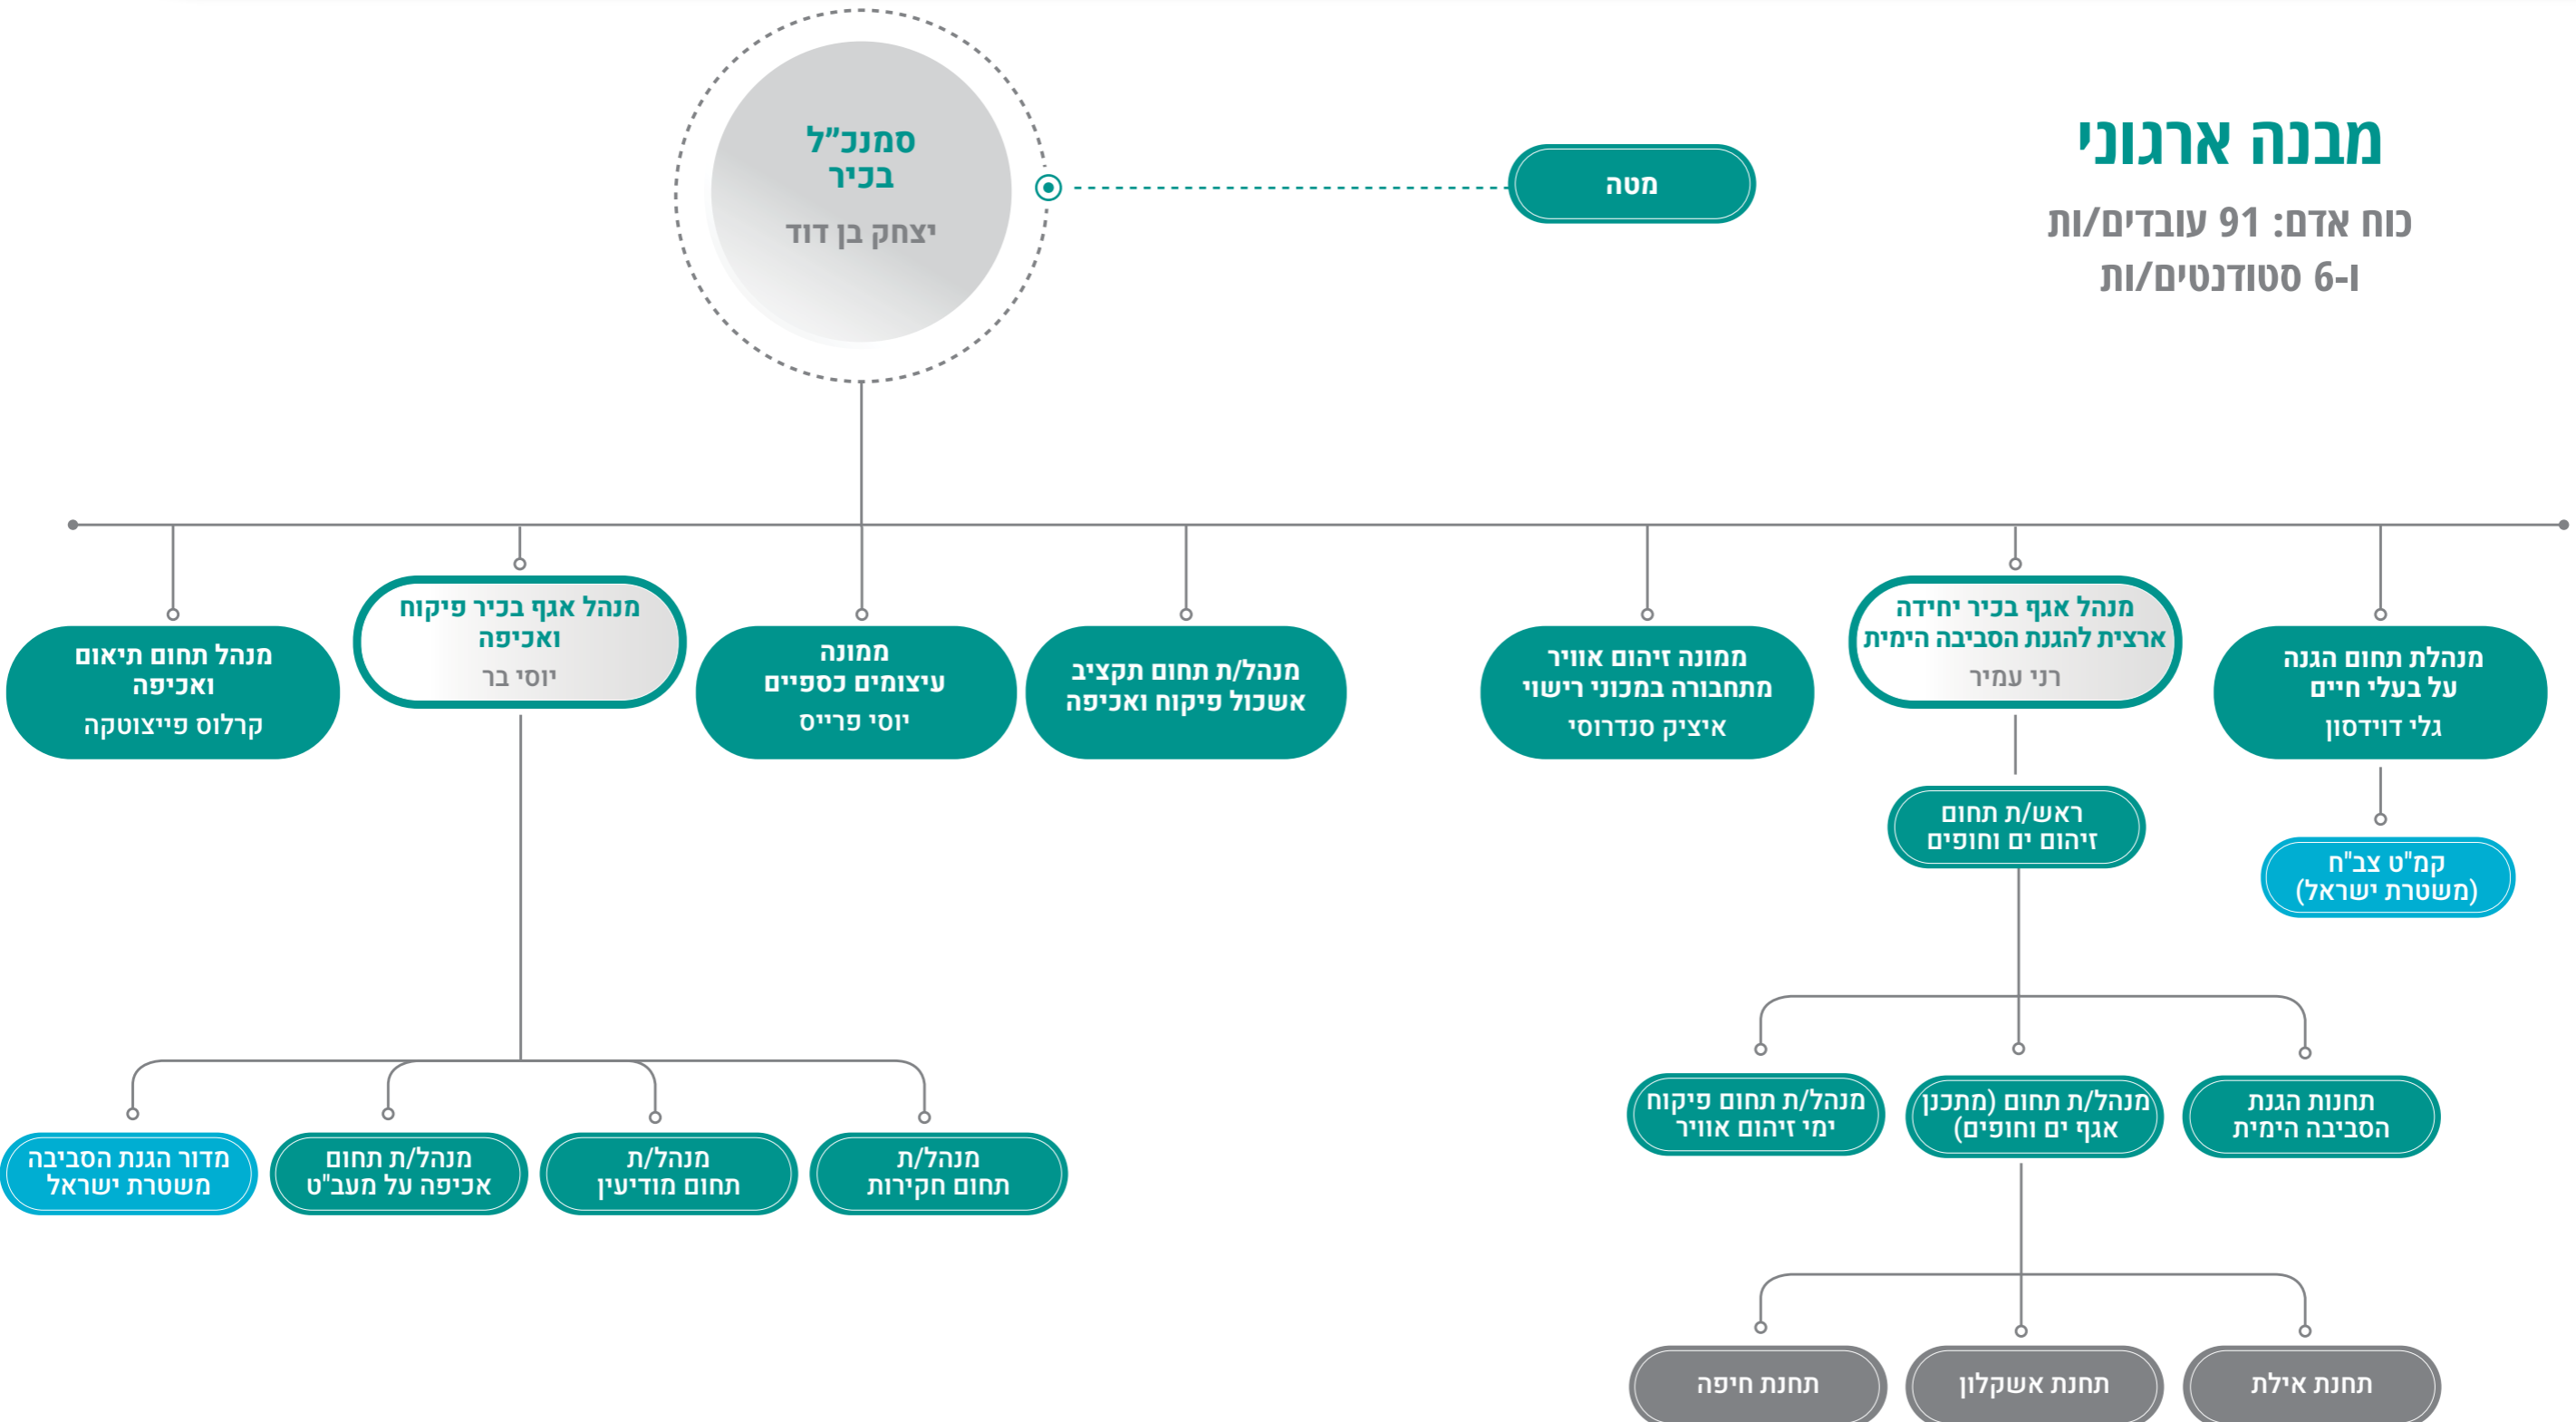 מבנה ארגוני
כוח אדם: 91 עובדים/ות
ו-6 סטודנטים/ות
מטה
סמנכ״ל
בכיר
יצחק בן דוד
מנהלת תחום הגנה
על בעלי חיים
גלי דוידסון
מנהל אגף בכיר יחידה
ארצית להגנת הסביבה הימית
רני עמיר
ממונה זיהום אוויר
מתחבורה במכוני רישוי
איציק סנדרוסי
מנהל/ת תחום תקציב
אשכול פיקוח ואכיפה
ממונה
עיצומים כספיים
יוסי פרייס
מנהל אגף בכיר פיקוח
ואכיפה
יוסי בר
מנהל תחום תיאום
ואכיפה
קרלוס פייצוטקה
קמ"ט צב"ח
(משטרת ישראל)
ראש/ת תחום
זיהום ים וחופים
תחנות הגנת
הסביבה הימית
מנהל/ת תחום (מתכנן
אגף ים וחופים)
מנהל/ת תחום פיקוח
ימי זיהום אוויר
מנהל/ת
תחום חקירות
מנהל/ת
תחום מודיעין
מנהל/ת תחום
אכיפה על מעב"ט
מדור הגנת הסביבה
משטרת ישראל
תחנת אילת
תחנת אשקלון
תחנת חיפה